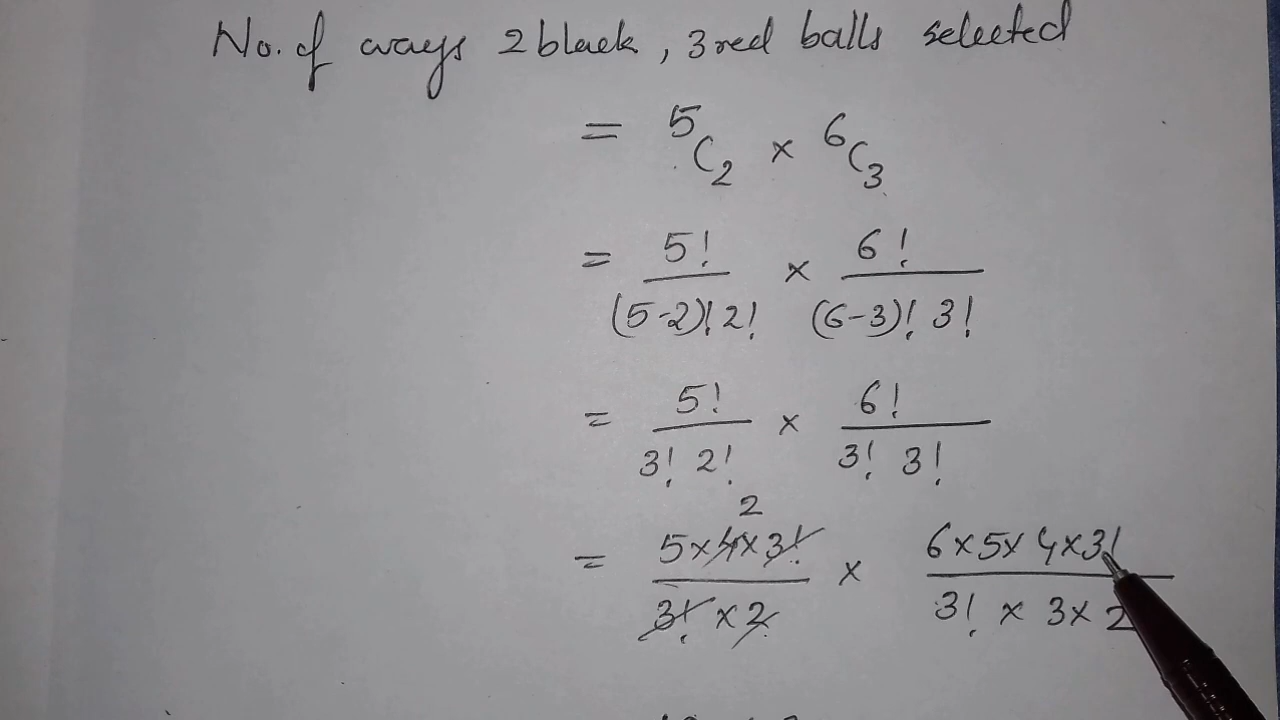 No. of ways 2 black, 3 red balls selected
= 5C2 × 6C3
= 5! / (5-2)! 2! × 6! / (6-3)! 3!
= 5! / 3! 2! × 6! / 3! 3!
2
= 5×4×3! / 3!×2 × 6×5×4×3! / 3!×3×2